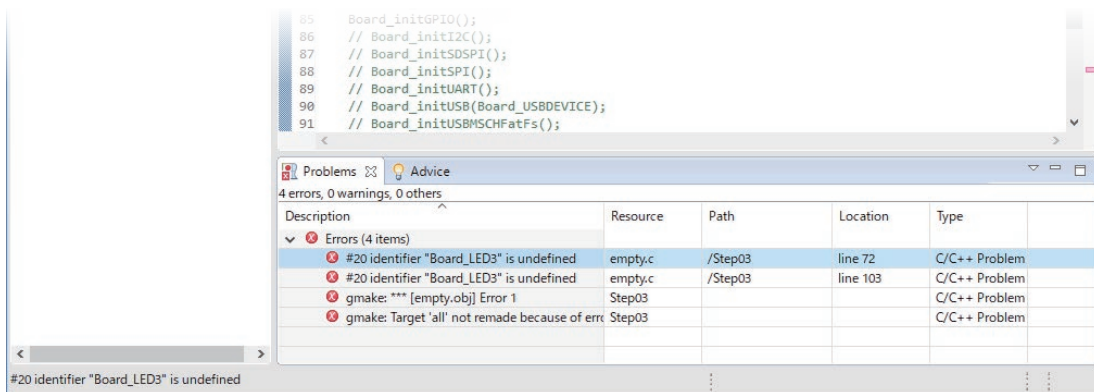 85 Board_initGPIO();
86 // Board_initI2C();
87 // Board_initSDSPI();
88 // Board_initSPI();
89 // Board_initUART();
90 // Board_initUSB(Board_USBDEVICE);
91 // Board_initUSBMSCHFatFs();
Problems Advice
4 errors, 0 warnings, 0 others
Description Resource Path Location Type
Errors (4 items)
#20 identifier "Board_LED3" is undefined empty.c /Step03 line 72 C/C++ Problem
#20 identifier "Board_LED3" is undefined empty.c /Step03 line 103 C/C++ Problem
gmake: *** [empty.obj] Error 1 Step03 C/C++ Problem
gmake: Target 'all' not remade because of erro Step03 C/C++ Problem
#20 identifier "Board_LED3" is undefined